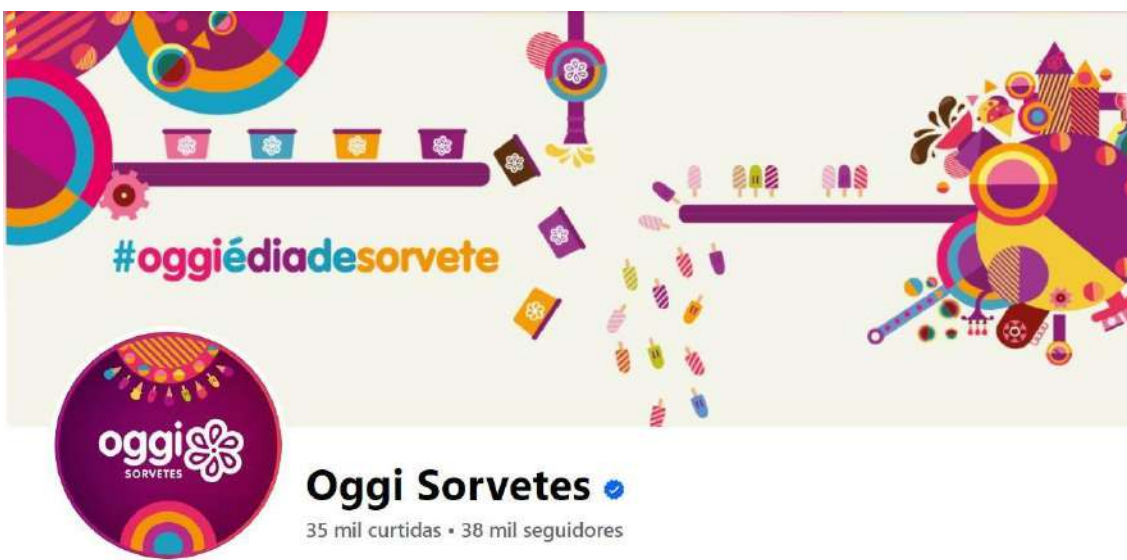 #oggiédiadesorvete
oggi
SORVETES
Oggi Sorvetes
35 mil curtidas • 38 mil seguidores